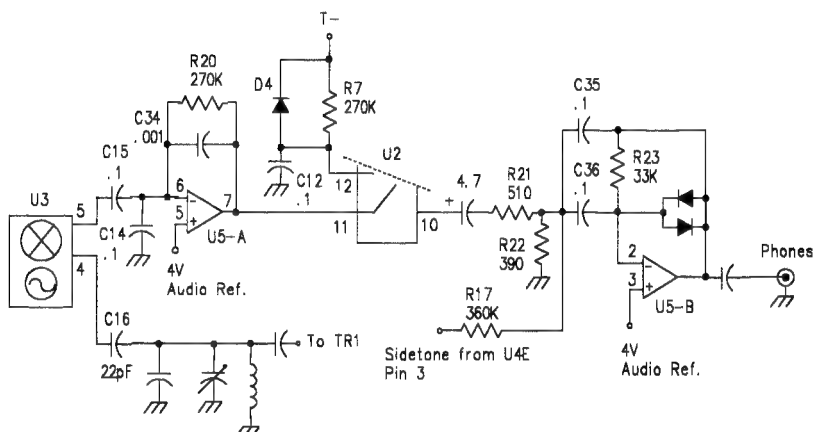 T-
R20
270K
D4
R7
270K
C35
.1
C34
.001
C15
.1
U2
C36
.1
R23
33K
4.7
+
R21
510
U3
5
6
-
7
C12
.1
12
5
+
U5-A
11
10
R22
390
C14
.1
4
4V
Audio Ref.
2
-
3
+
U5-B
Phones
R17
360K
C16
22pF
To TR1
Sidetone from U4E
Pin 3
4V
Audio Ref.